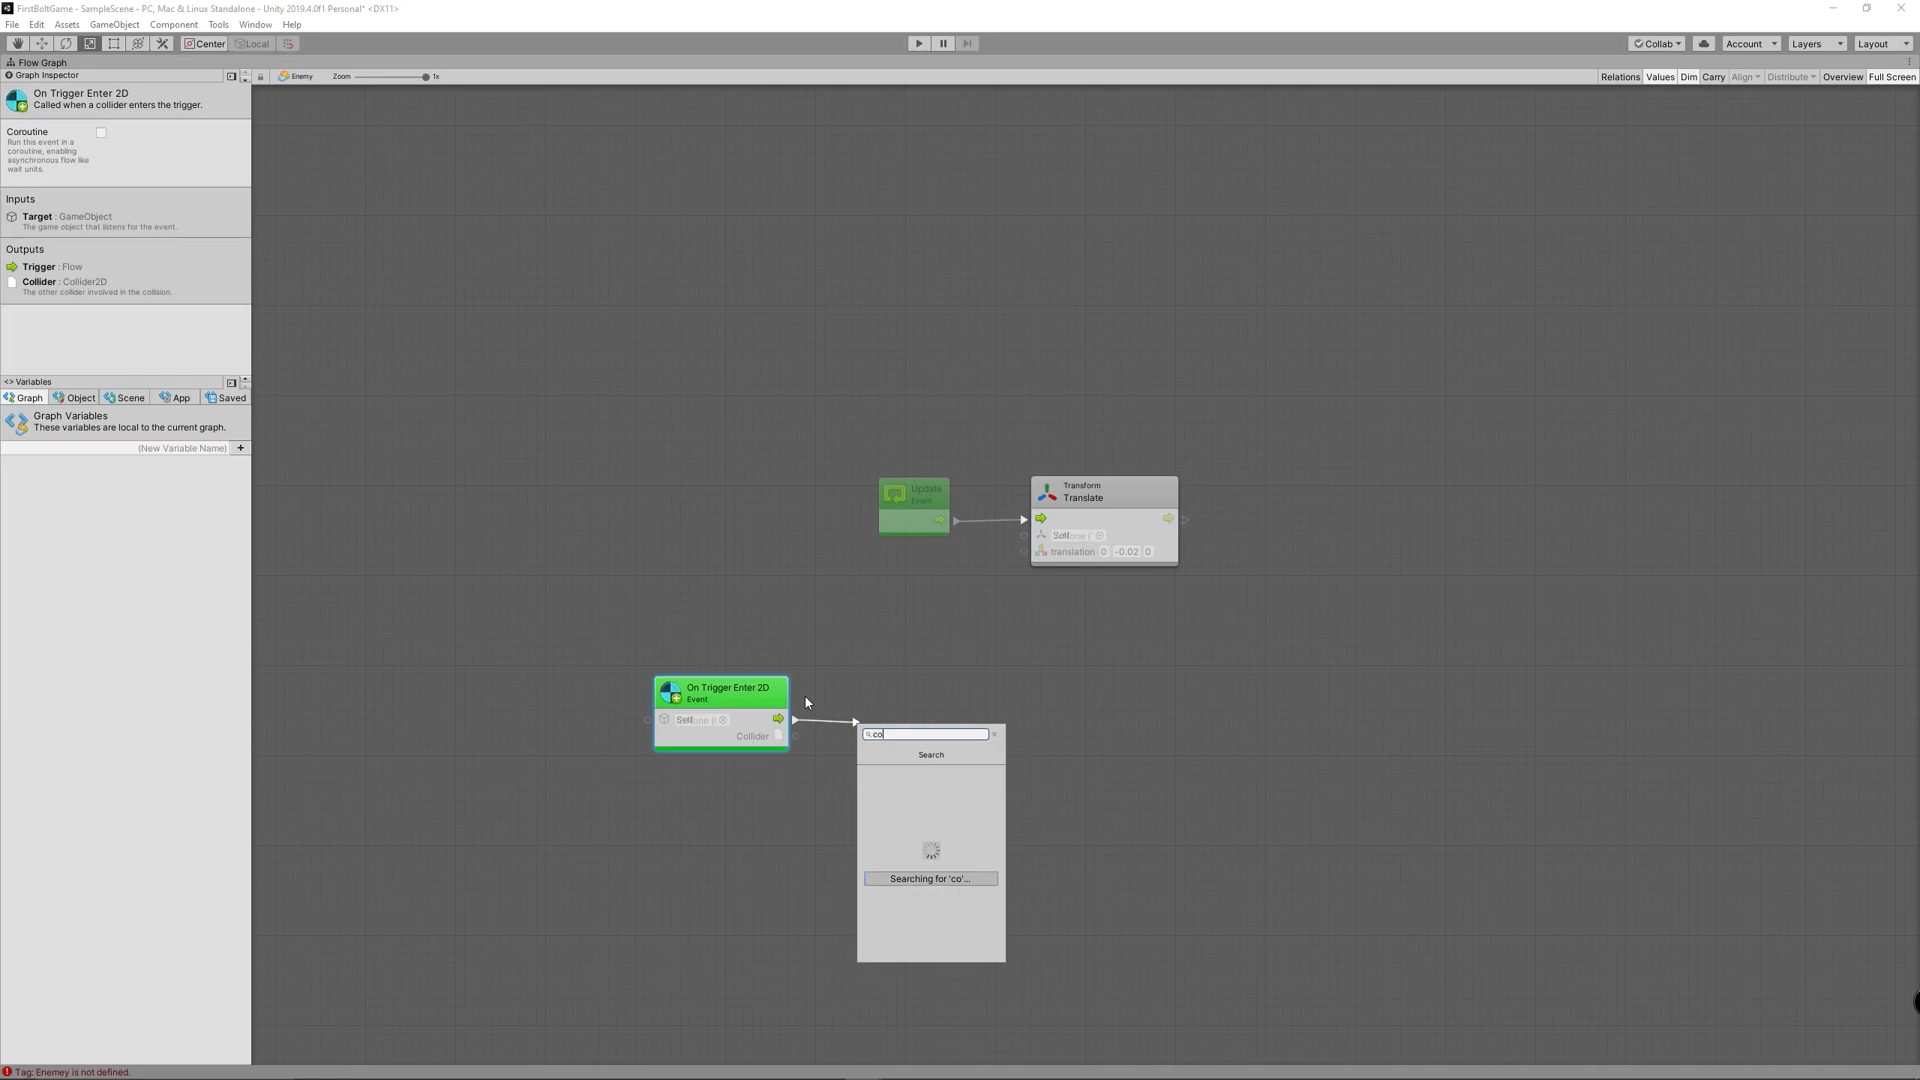 FirstBoltGame - SampleScene - PC, Mac & Linux Standalone - Unity 2019.4.0f1 Personal* <DX11>
File Edit Assets GameObject Component Tools Window Help
Center Local Collab Account Layers Layout
Flow Graph
Graph Inspector Enemy Zoom 1x Relations Values Dim Carry Align Distribute Overview Full Screen
On Trigger Enter 2D
Called when a collider enters the trigger.
Coroutine
Run this event in a
coroutine, enabling
asynchronous flow like
wait units.
Inputs
Target : GameObject
The game object that listens for the event.
Outputs
Trigger : Flow
Collider : Collider2D
The other collider involved in the collision.
<> Variables
Graph Object Scene App Saved
Graph Variables
These variables are local to the current graph.
(New Variable Name) +
Update
Event
Transform
Translate
Self
translation 0 -0.02 0
On Trigger Enter 2D
Event
Self
Collider
co
Search
Searching for 'co'...
Tag: Enemey is not defined.